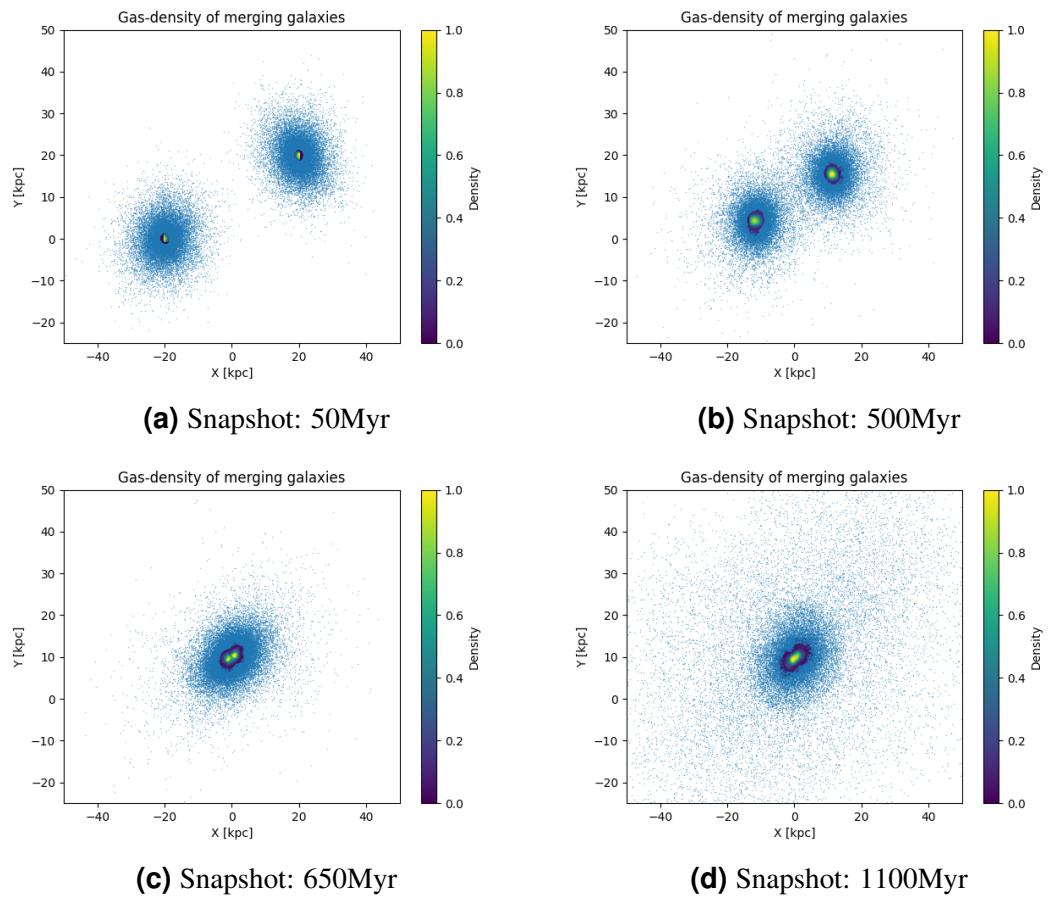 Gas-density of merging galaxies
50
40
30
20
10
0
−10
−20
Y [kpc]
−40 −20 0 20 40
X [kpc]
1.0
0.8
0.6
0.4
0.2
0.0
Density
(a) Snapshot: 50Myr
Gas-density of merging galaxies
50
40
30
20
10
0
−10
−20
Y [kpc]
−40 −20 0 20 40
X [kpc]
1.0
0.8
0.6
0.4
0.2
0.0
Density
(b) Snapshot: 500Myr
Gas-density of merging galaxies
50
40
30
20
10
0
−10
−20
Y [kpc]
−40 −20 0 20 40
X [kpc]
1.0
0.8
0.6
0.4
0.2
0.0
Density
(c) Snapshot: 650Myr
Gas-density of merging galaxies
50
40
30
20
10
0
−10
−20
Y [kpc]
−40 −20 0 20 40
X [kpc]
1.0
0.8
0.6
0.4
0.2
0.0
Density
(d) Snapshot: 1100Myr